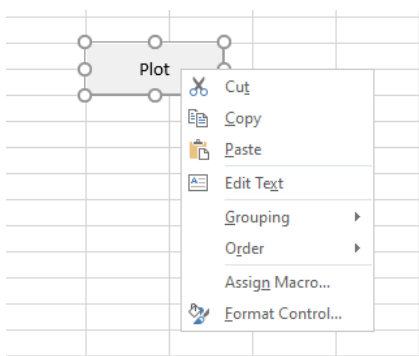 Plot
Cut
Copy
Paste
Edit Text
Grouping
Order
Assign Macro...
Format Control...